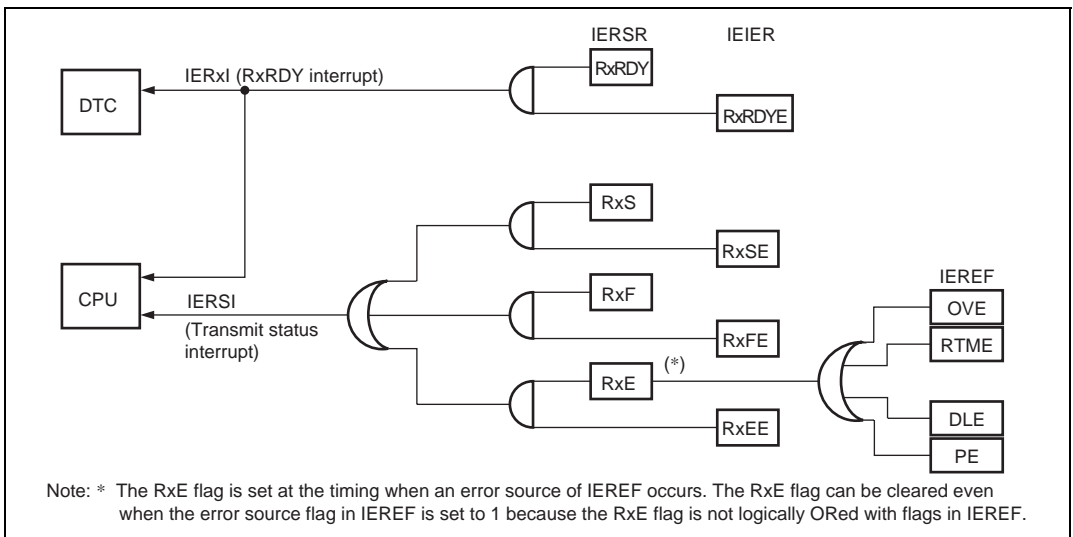 IERSR IEIER
IERxI (RxRDY interrupt)
RxRDY
DTC
RxRDYE
RxS
RxSE
CPU
IERSI
(Transmit status
interrupt)
RxF
RxFE
IEREF
OVE
RTME
RxE
(*)
RxEE
DLE
PE
Note: * The RxE flag is set at the timing when an error source of IEREF occurs. The RxE flag can be cleared even
when the error source flag in IEREF is set to 1 because the RxE flag is not logically ORed with flags in IEREF.